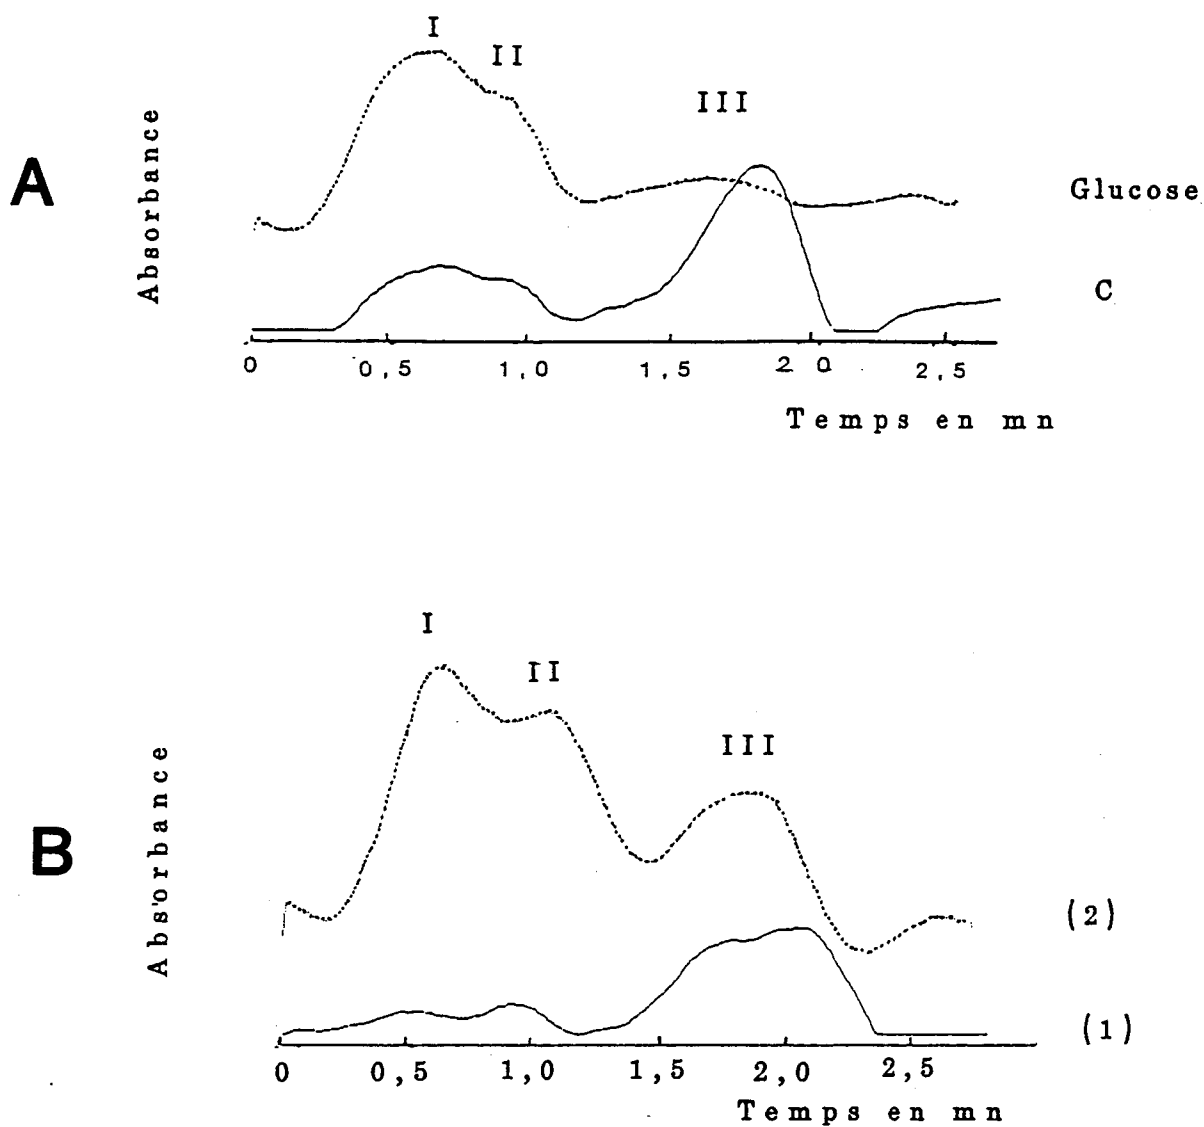 I
II
III
Absorbance
A
Glucose
C
0 0,5 1,0 1,5 2 0 2,5
Temps en mn
I
II
III
Absorbance
B
(2)
(1)
0 0,5 1,0 1,5 2,0 2,5
Temps en mn